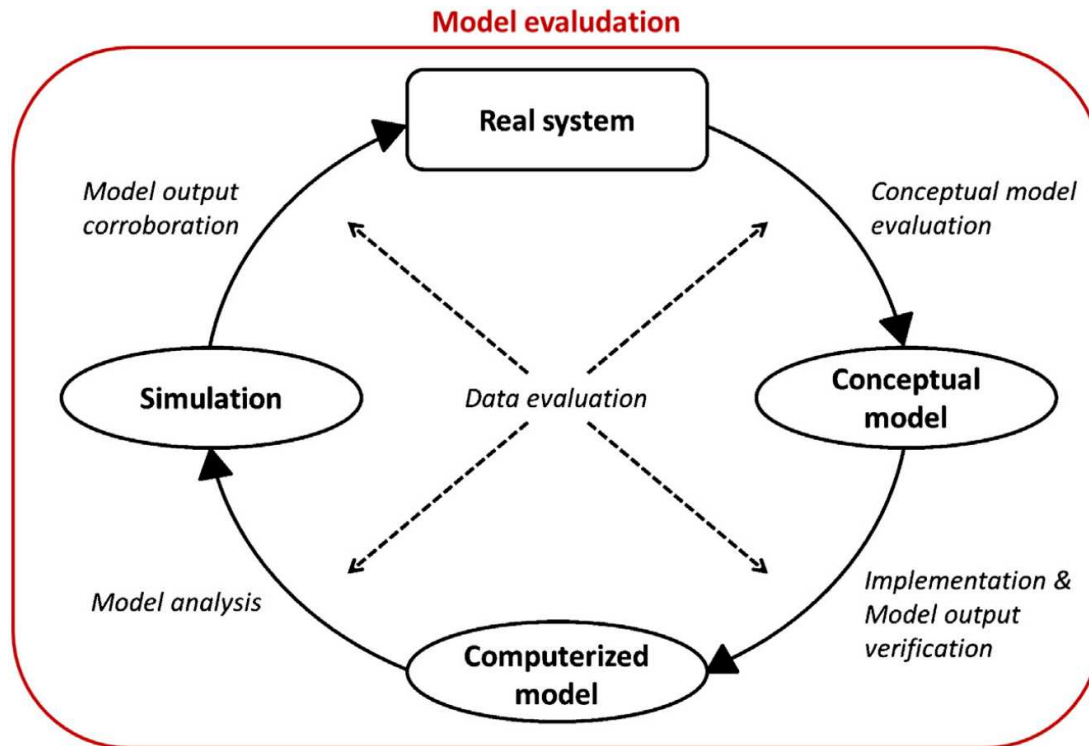 Model evaludation
Real system
Model output
corroboration
Conceptual model
evaluation
Simulation
Data evaluation
Conceptual
model
Model analysis
Implementation &
Model output
verification
Computerized
model